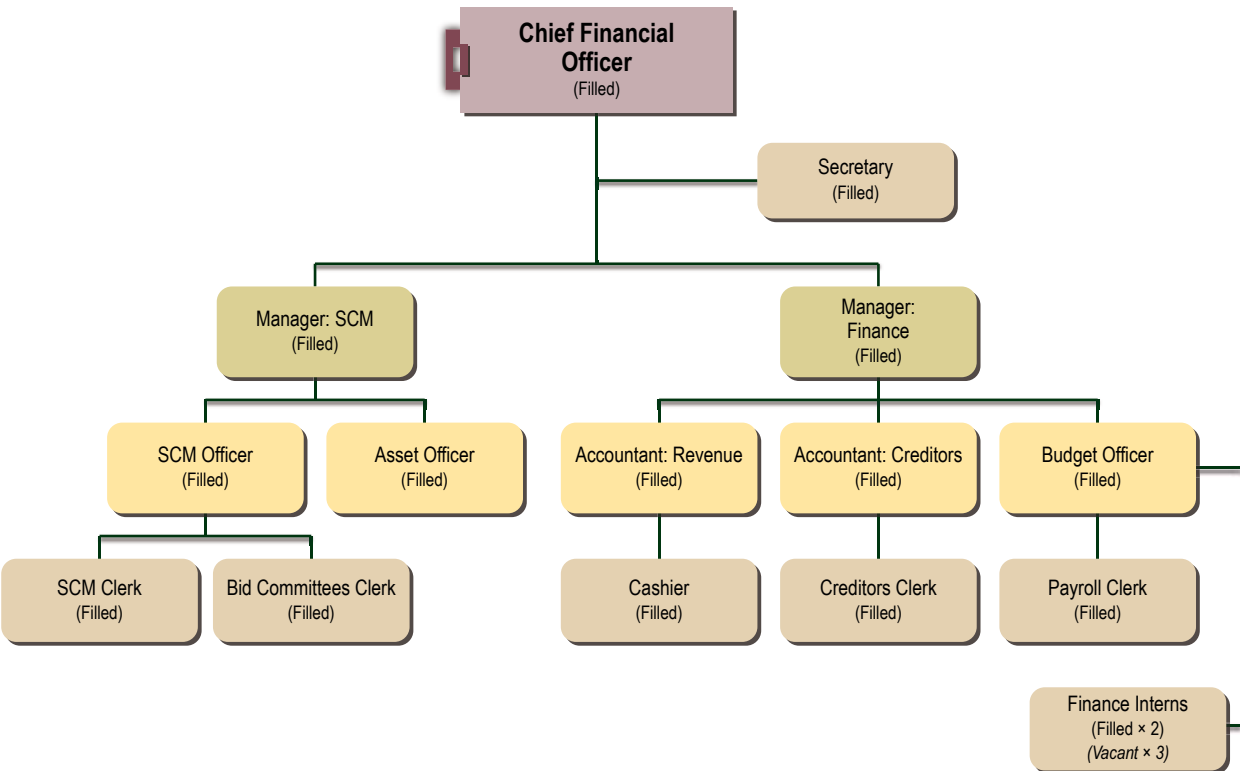 Chief Financial
Officer
(Filled)
Secretary
(Filled)
Manager: SCM
(Filled)
Manager:
Finance
(Filled)
SCM Officer
(Filled)
Asset Officer
(Filled)
Accountant: Revenue
(Filled)
Accountant: Creditors
(Filled)
Budget Officer
(Filled)
SCM Clerk
(Filled)
Bid Committees Clerk
(Filled)
Cashier
(Filled)
Creditors Clerk
(Filled)
Payroll Clerk
(Filled)
Finance Interns
(Filled × 2)
(Vacant × 3)